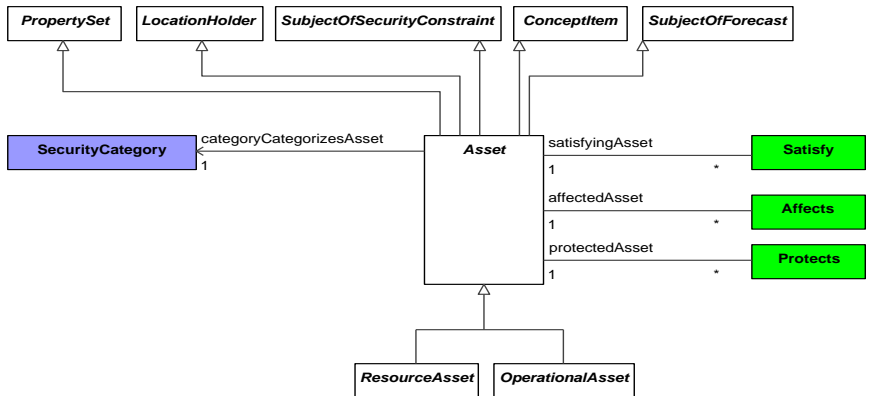 PropertySet
LocationHolder
SubjectOfSecurityConstraint
ConceptItem
SubjectOfForecast
SecurityCategory
categoryCategorizesAsset
1
Asset
satisfyingAsset
1
*
Satisfy
affectedAsset
1
*
Affects
protectedAsset
1
*
Protects
ResourceAsset
OperationalAsset